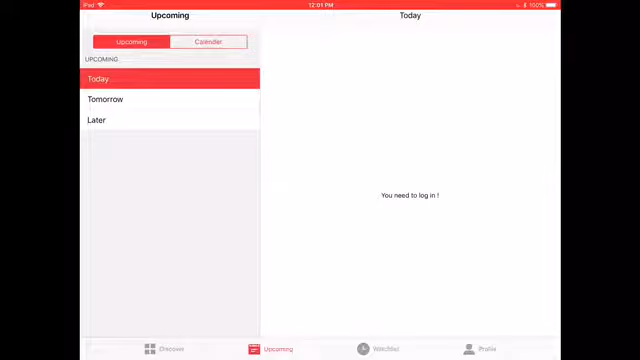 iPad 12:01 PM 100%
Upcoming Today
Upcoming Calender
UPCOMING
Today
Tomorrow
Later
You need to log in !
Discover Upcoming Watchlist Profile